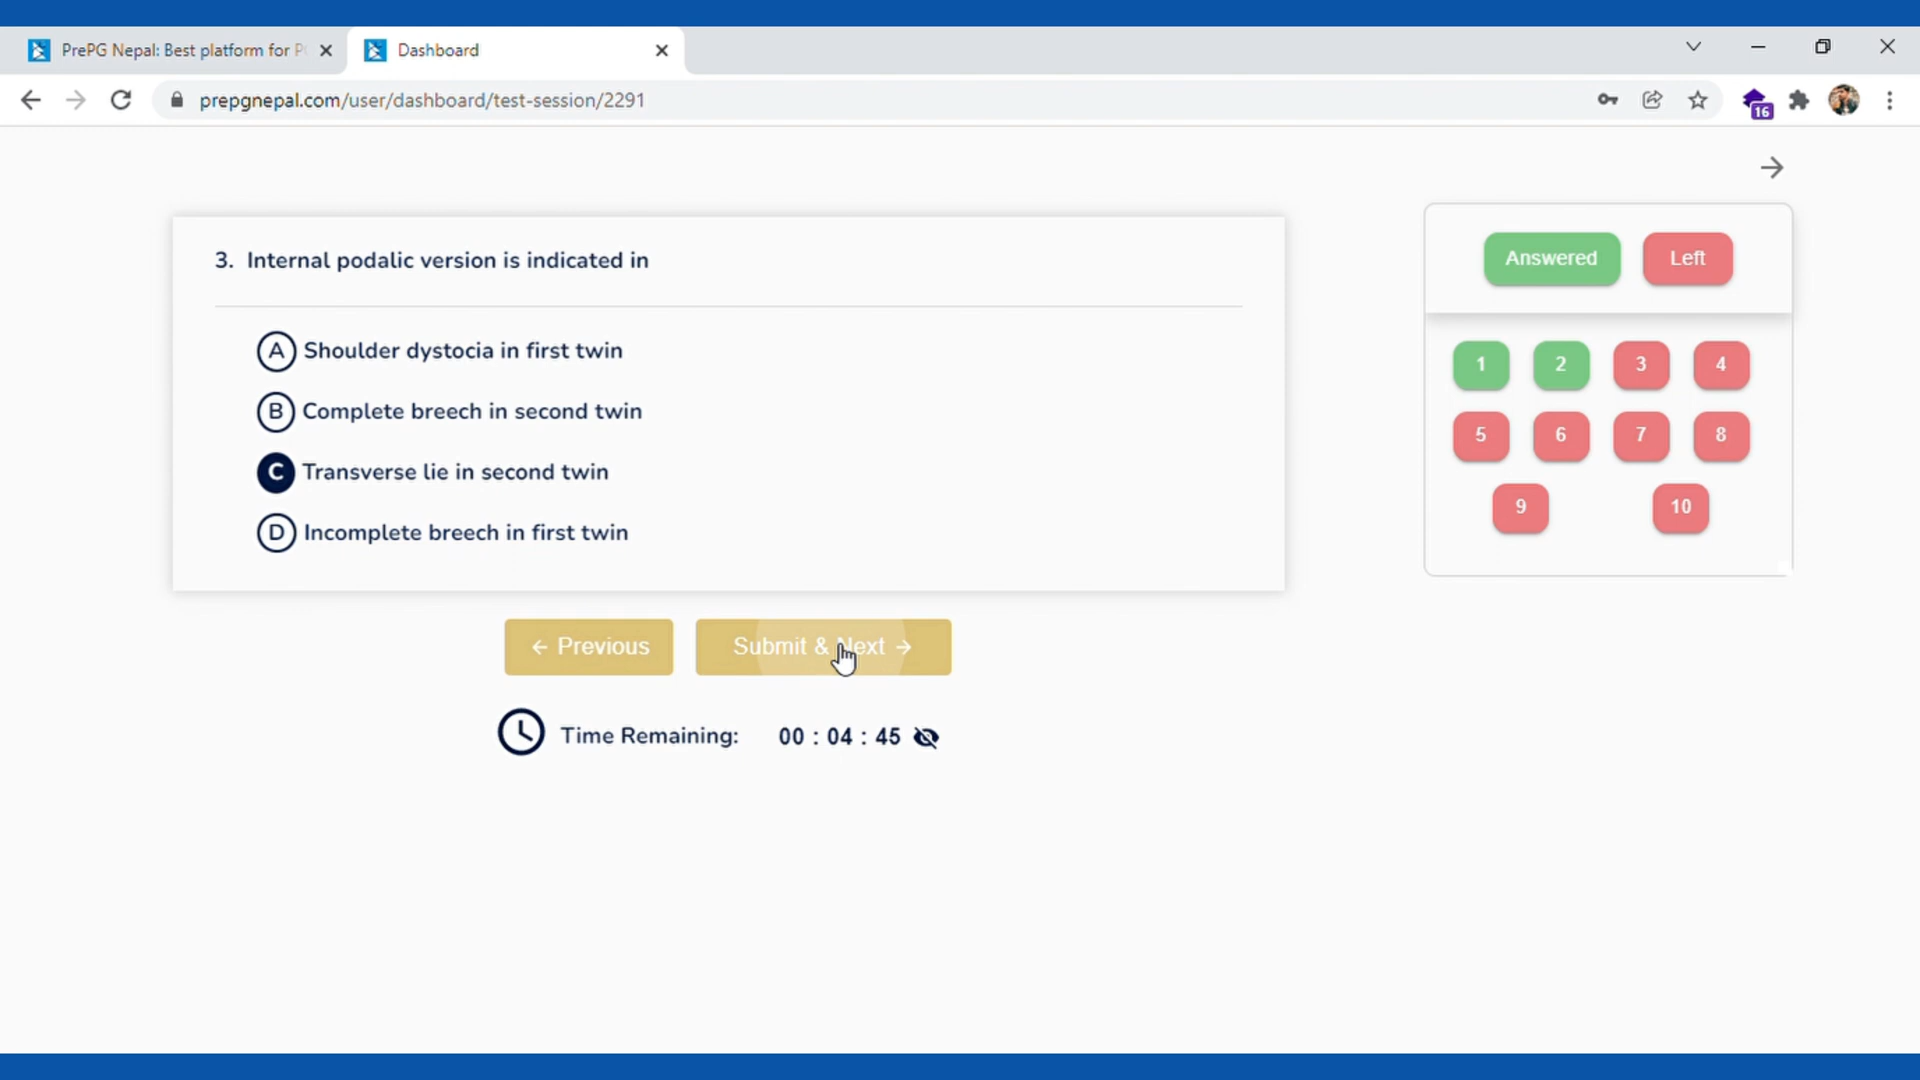 PrePG Nepal: Best platform for P
Dashboard
prepgnepal.com/user/dashboard/test-session/2291
16
3. Internal podalic version is indicated in
A Shoulder dystocia in first twin
B Complete breech in second twin
C Transverse lie in second twin
D Incomplete breech in first twin
← Previous
Submit & Next →
Time Remaining: 00 : 04 : 45
Answered Left
1 2 3 4
5 6 7 8
9 10